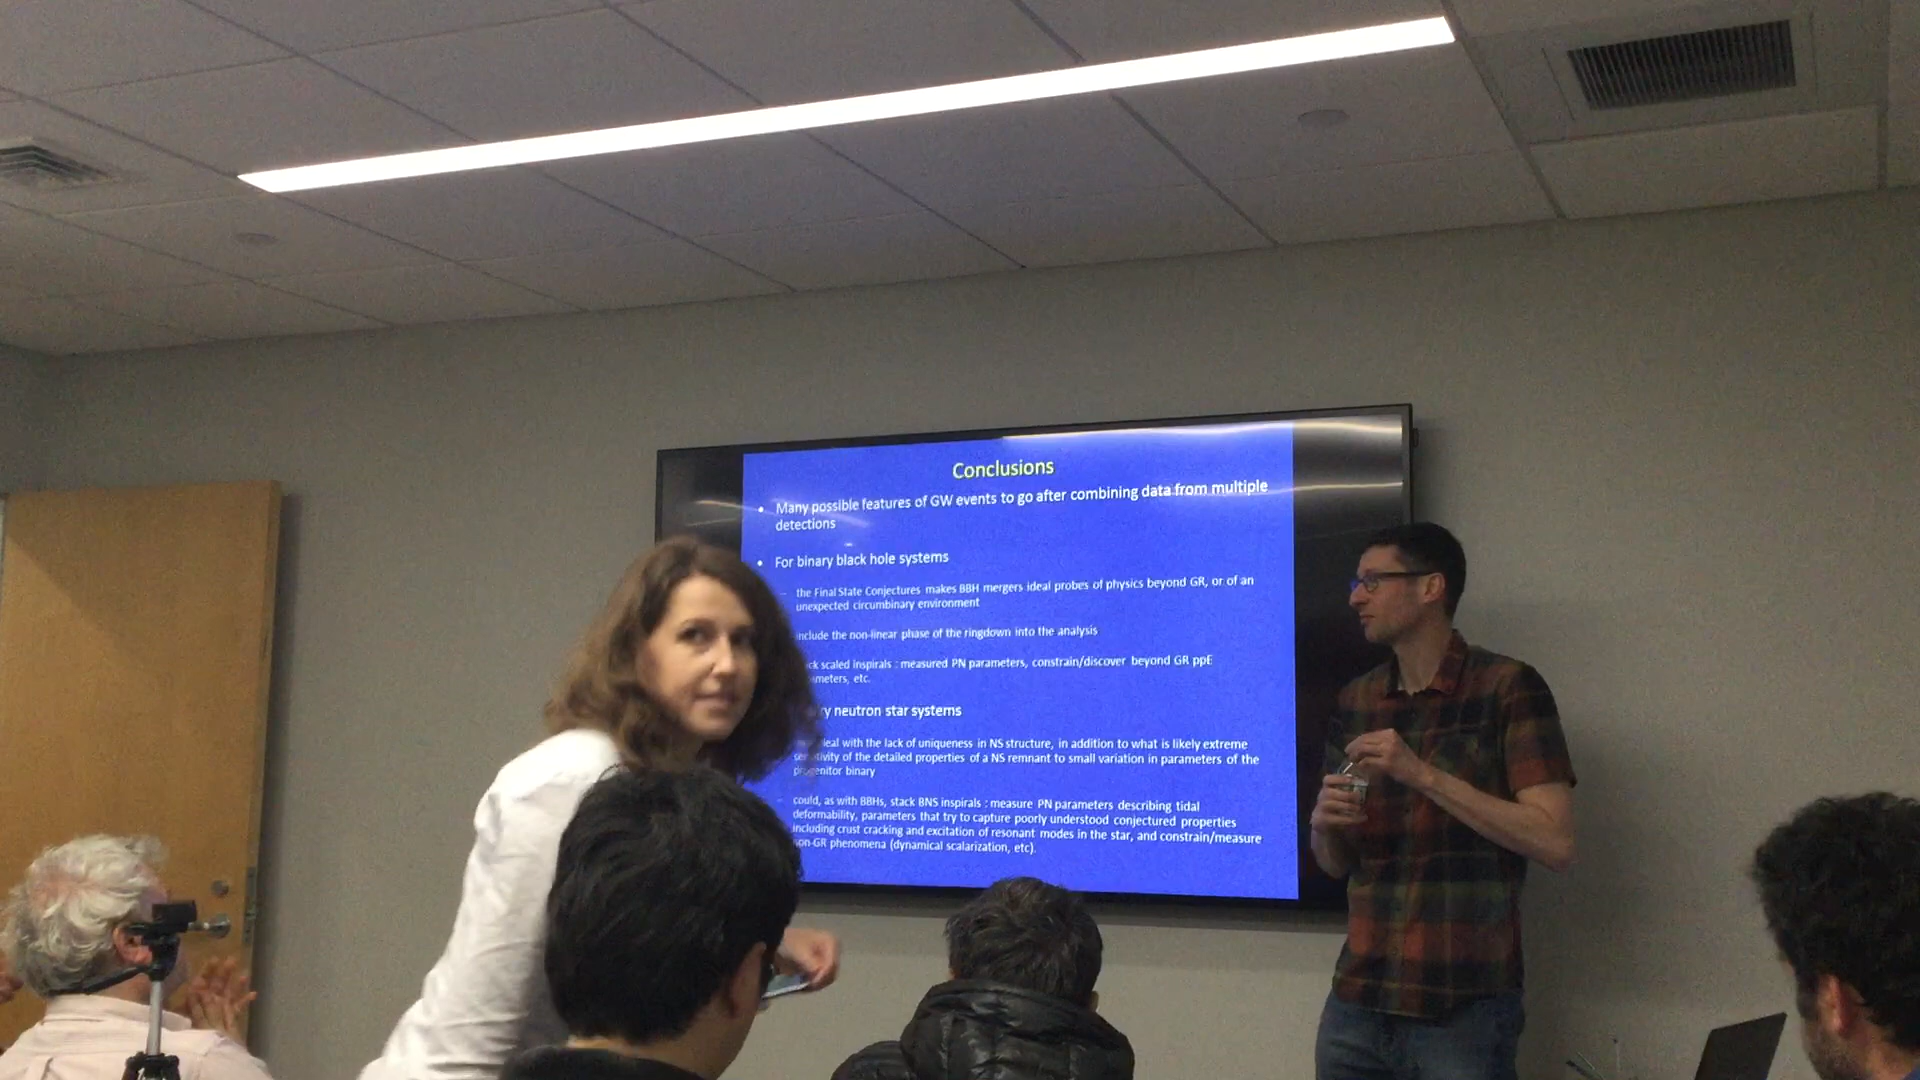 Conclusions
• Many possible features of GW events to go after combining data from multiple
detections
• For binary black hole systems
– the Final State Conjectures makes BBH mergers ideal probes of physics beyond GR, or of an
unexpected circumbinary environment
include the non-linear phase of the ringdown into the analysis
scaled inspirals : measured PN parameters, constrain/discover beyond GR ppE
etc.
neutron star systems
with the lack of uniqueness in NS structure, in addition to what is likely extreme
sensitivity of the detailed properties of a NS remnant to small variation in parameters of the
progenitor binary
– could, as with BBHs, stack BNS inspirals : measure PN parameters describing tidal
deformability, parameters that try to capture poorly understood conjectured properties
including crust cracking and excitation of resonant modes in the star, and constrain/measure
non-GR phenomena (dynamical scalarization, etc).